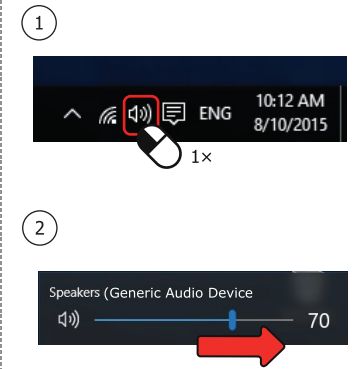 1
10:12 AM
ENG
8/10/2015
1×
2
Speakers (Generic Audio Device
70